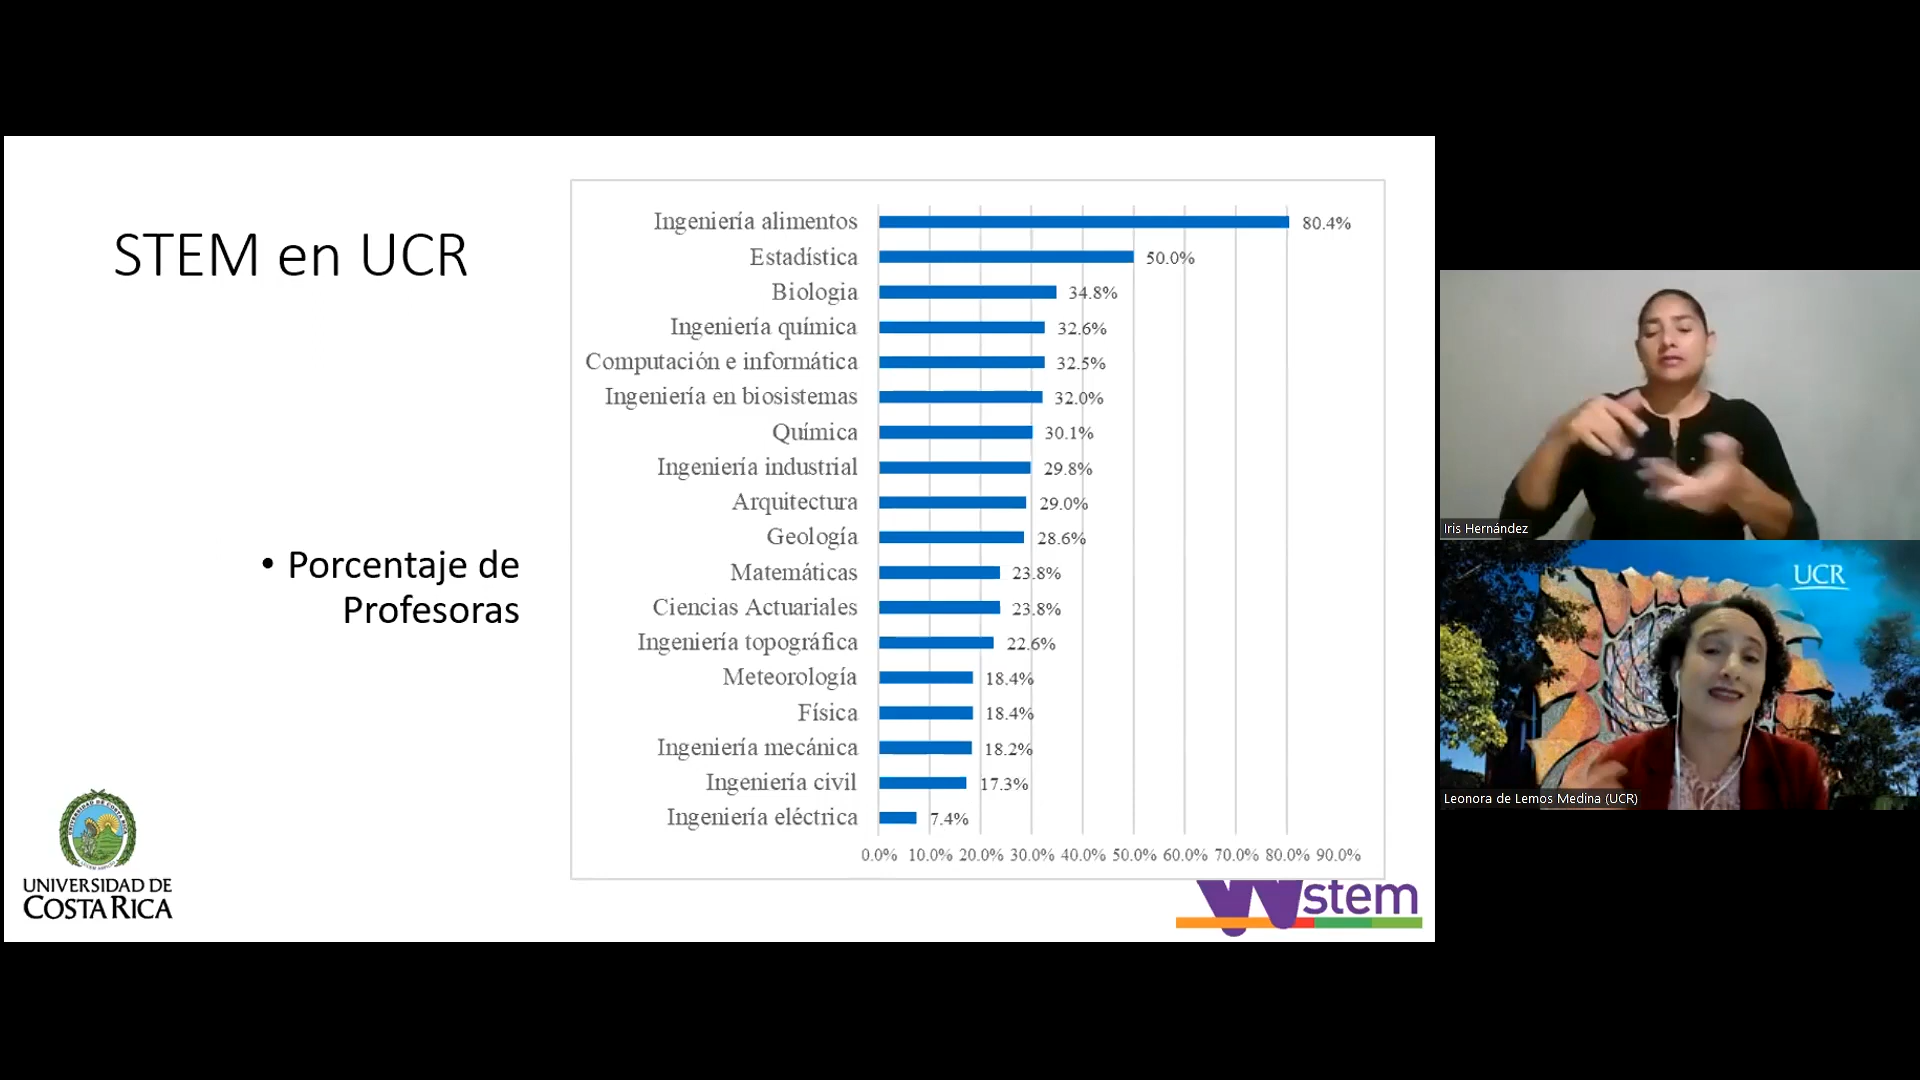 STEM en UCR
• Porcentaje de
Profesoras
Ingeniería alimentos 80.4%
Estadística 50.0%
Biologia 34.8%
Ingeniería química 32.6%
Computación e informática 32.5%
Ingeniería en biosistemas 32.0%
Química 30.1%
Ingeniería industrial 29.8%
Arquitectura 29.0%
Geología 28.6%
Matemáticas 23.8%
Ciencias Actuariales 23.8%
Ingeniería topográfica 22.6%
Meteorología 18.4%
Física 18.4%
Ingeniería mecánica 18.2%
Ingeniería civil 17.3%
Ingeniería eléctrica 7.4%
0.0% 10.0% 20.0% 30.0% 40.0% 50.0% 60.0% 70.0% 80.0% 90.0%
UNIVERSIDAD DE
COSTA RICA
Wstem
Iris Hernández
UCR
Leonora de Lemos Medina (UCR)